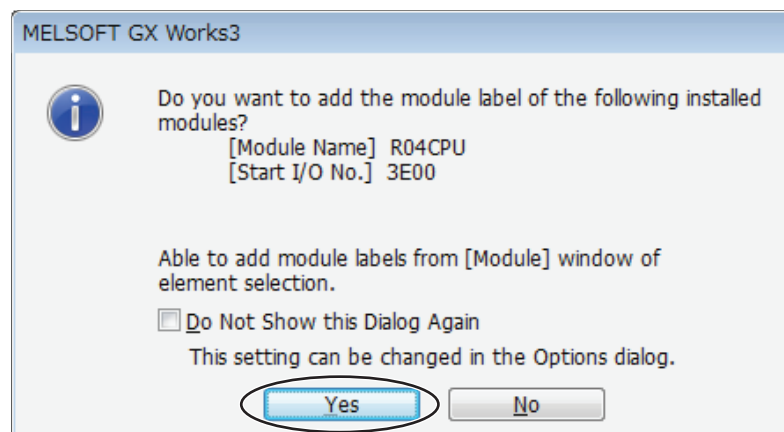 MELSOFT GX Works3
Do you want to add the module label of the following installed
modules?
[Module Name] R04CPU
[Start I/O No.] 3E00
Able to add module labels from [Module] window of
element selection.
Do Not Show this Dialog Again
This setting can be changed in the Options dialog.
Yes No